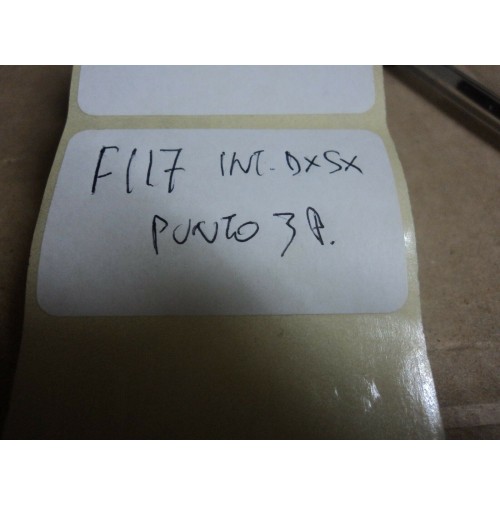 F117 INT. DXSX
PUNTO 3P.